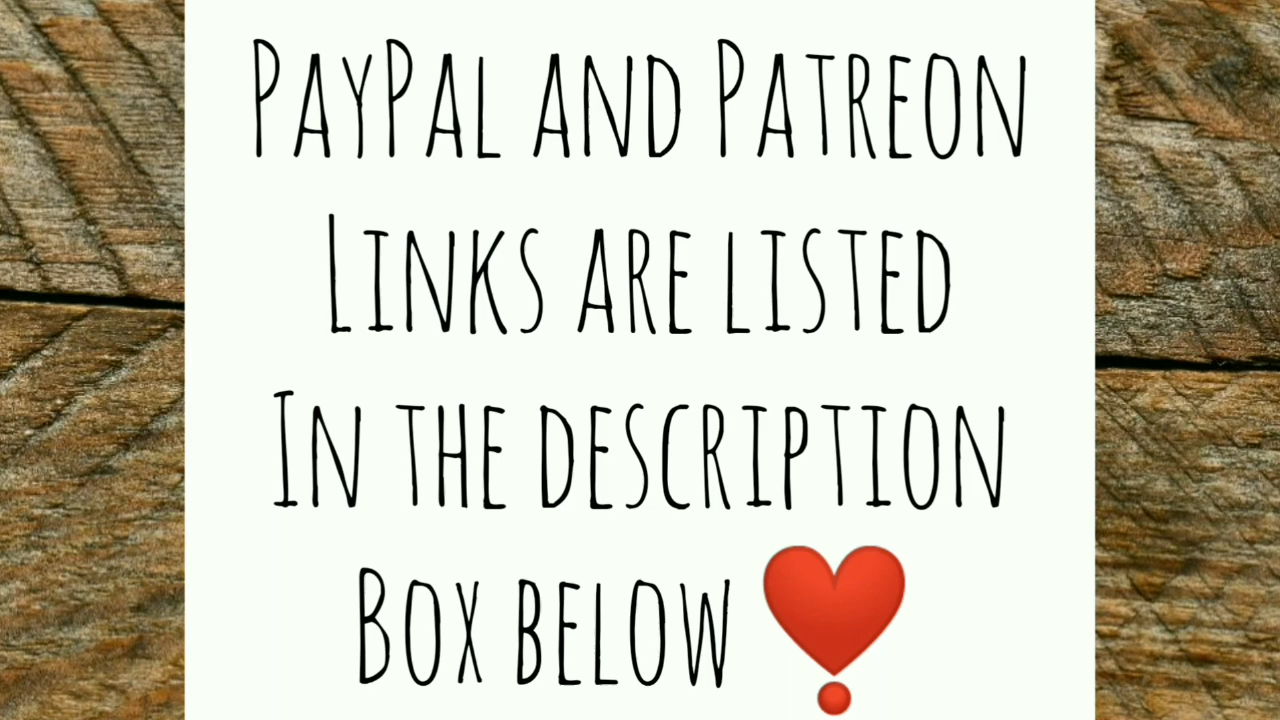 PayPal and Patreon
Links are listed
In the description
Box below ❣